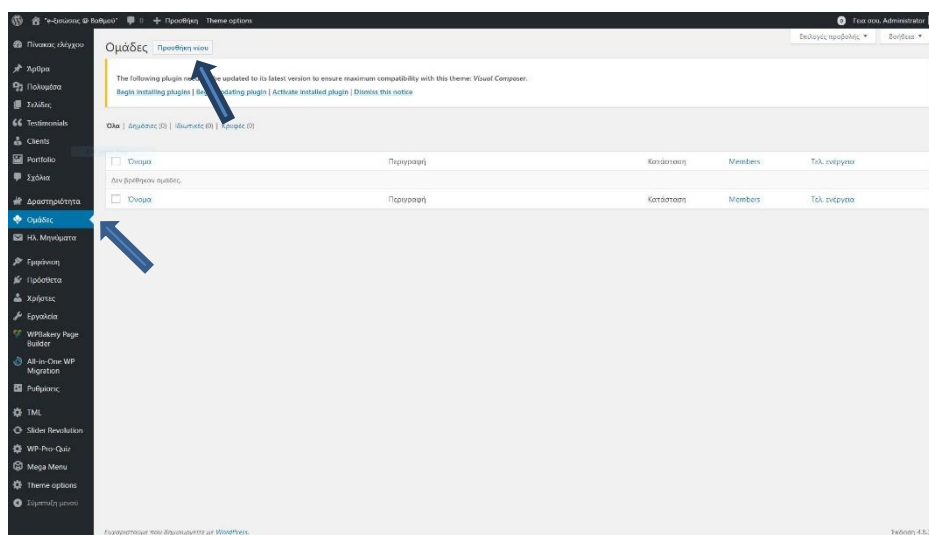 "e-ξισώσεις @ Βαθμού" 0 + Προσθήκη Theme options
Γεια σου, Administrator
Επιλογές προβολής Βοήθεια
Πίνακας ελέγχου
Άρθρα
Πολυμέσα
Σελίδες
Testimonials
Clients
Portfolio
Σχόλια
Δραστηριότητα
Ομάδες
Ηλ. Μηνύματα
Εμφάνιση
Πρόσθετα
Χρήστες
Εργαλεία
WPBakery Page
Builder
All-in-One WP
Migration
Ρυθμίσεις
TML
Slider Revolution
WP-Pro-Quiz
Mega Menu
Theme options
Σύμπτυξη μενού
Ομάδες Προσθήκη νέου
The following plugin be updated to its latest version to ensure maximum compatibility with this theme: Visual Composer.
Begin installing plugins | updating plugin | Activate installed plugin | Dismiss this notice
Όλα | Δημόσιες (0) | Ιδιωτικές (0) | Κρυφές (0)
Όνομα Περιγραφή Κατάσταση Members Τελ. ενέργεια
Δεν βρέθηκαν ομάδες.
Όνομα Περιγραφή Κατάσταση Members Τελ. ενέργεια
Ευχαριστούμε που δημιουργείτε με WordPress.
Έκδοση